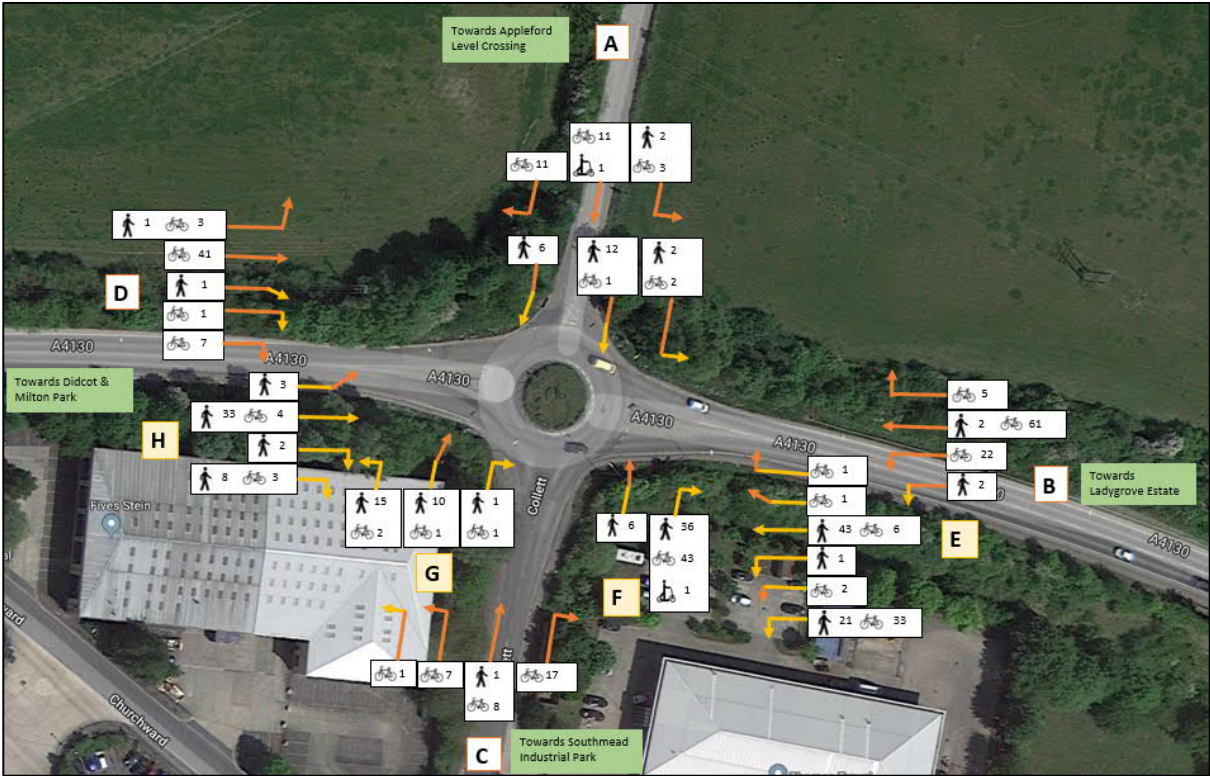 Towards Appleford
Level Crossing
A
11
1
2
3
11
6
12
1
2
2
1 3
41
1
1
7
D
A4130
A4130
A4130
A4130
A4130
Towards Didcot &
Milton Park
3
33 4
2
8 3
H
Fives Stein
15
2
10
1
1
1
G
Collett
5
2 61
22
2
B
Towards
Ladygrove Estate
1
1
43 6
1
2
21 33
E
6
36
43
1
F
1
7
1
8
17
Churchward
C
Towards Southmead
Industrial Park